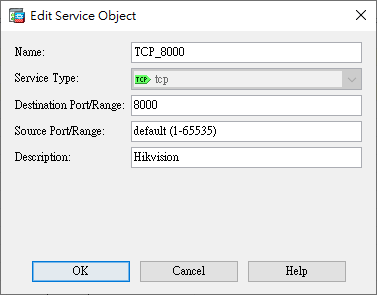 Edit Service Object
Name: TCP_8000
Service Type: TCP tcp
Destination Port/Range: 8000
Source Port/Range: default (1-65535)
Description: Hikvision
OK Cancel Help